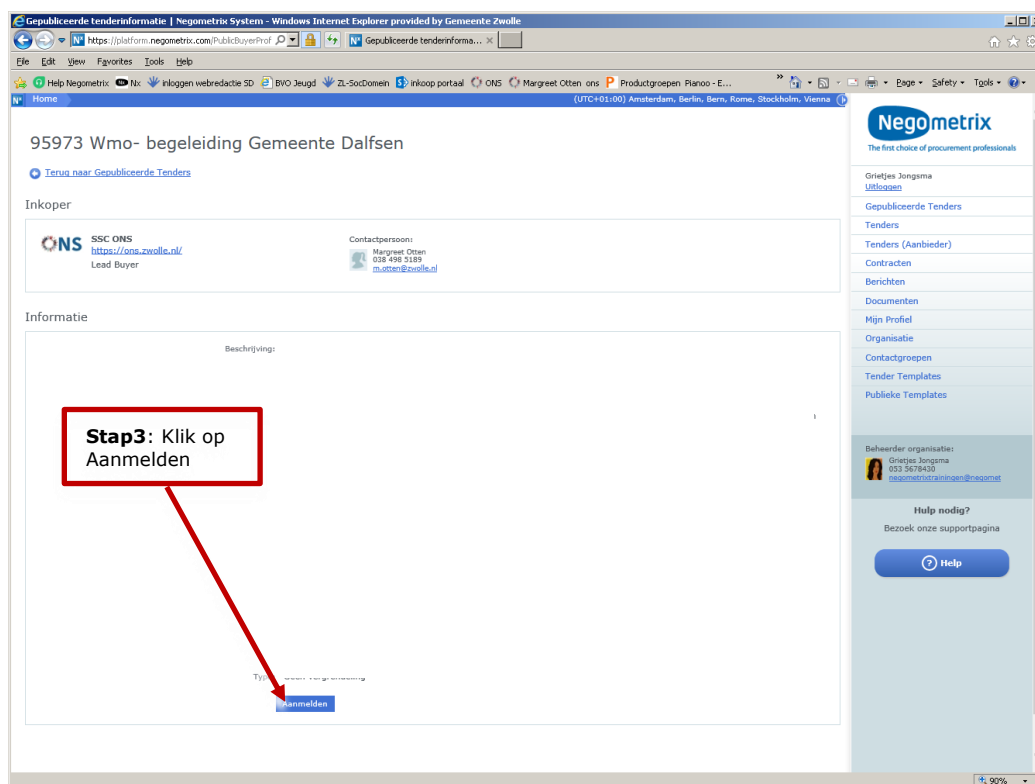 Gepubliceerde tenderinformatie | Negometrix System - Windows Internet Explorer provided by Gemeente Zwolle
https://platform.negometrix.com/PublicBuyerProf
Gepubliceerde tenderinforma...
File Edit View Favorites Tools Help
Help Negometrix Nx inloggen webredactie SD BVO Jeugd ZL-SocDomein inkoop portaal ONS Margreet Otten ons Productgroepen Pianoo - E... Page Safety Tools
Home
(UTC+01:00) Amsterdam, Berlin, Bern, Rome, Stockholm, Vienna
95973 Wmo- begeleiding Gemeente Dalfsen
Terug naar Gepubliceerde Tenders
Inkoper
ONS
SSC ONS
https://ons.zwolle.nl/
Lead Buyer
Contactpersoon:
Margreet Otten
038 498 5189
m.otten@zwolle.nl
Informatie
Beschrijving:
Stap3: Klik op
Aanmelden
Aanmelden
Negometrix
The first choice of procurement professionals
Grietjes Jongsma
Uitloggen
Gepubliceerde Tenders
Tenders
Tenders (Aanbieder)
Contracten
Berichten
Documenten
Mijn Profiel
Organisatie
Contactgroepen
Tender Templates
Publieke Templates
Beheerder organisatie:
Grietjes Jongsma
053 5678430
negometrixtrainingen@negomet
Hulp nodig?
Bezoek onze supportpagina
Help
90%